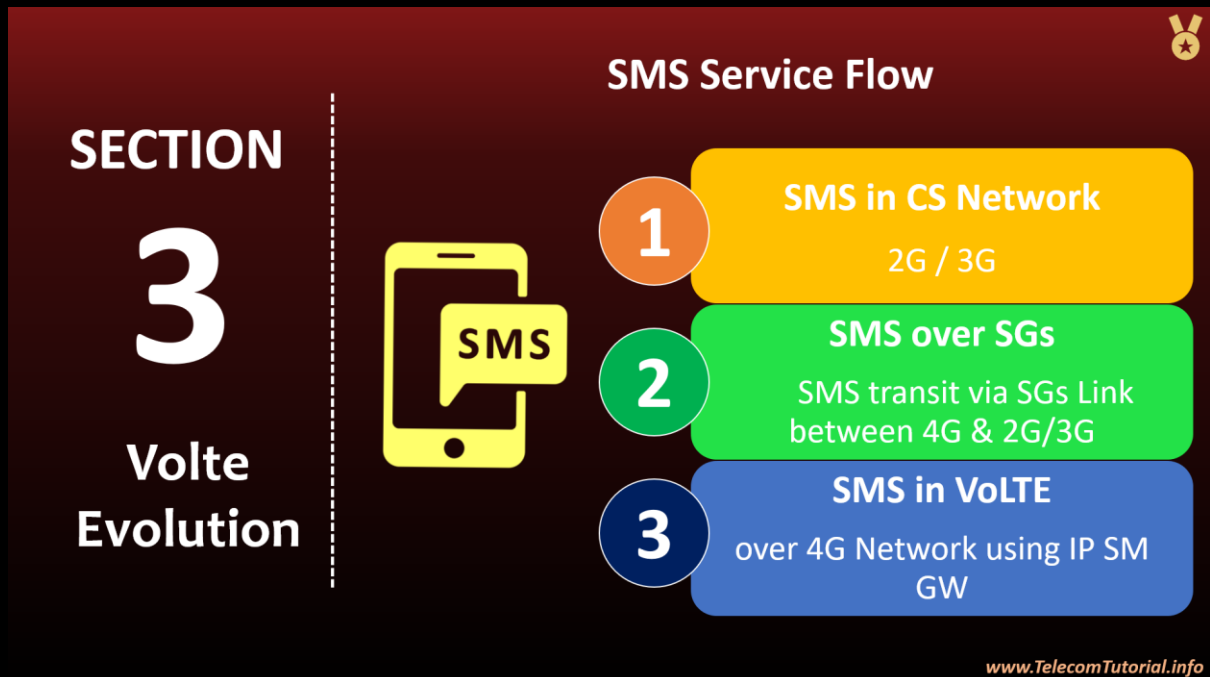 SMS Service Flow
SECTION
3
Volte
Evolution
SMS
1
SMS in CS Network
2G / 3G
2
SMS over SGs
SMS transit via SGs Link
between 4G & 2G/3G
3
SMS in VoLTE
over 4G Network using IP SM
GW
www.TelecomTutorial.info